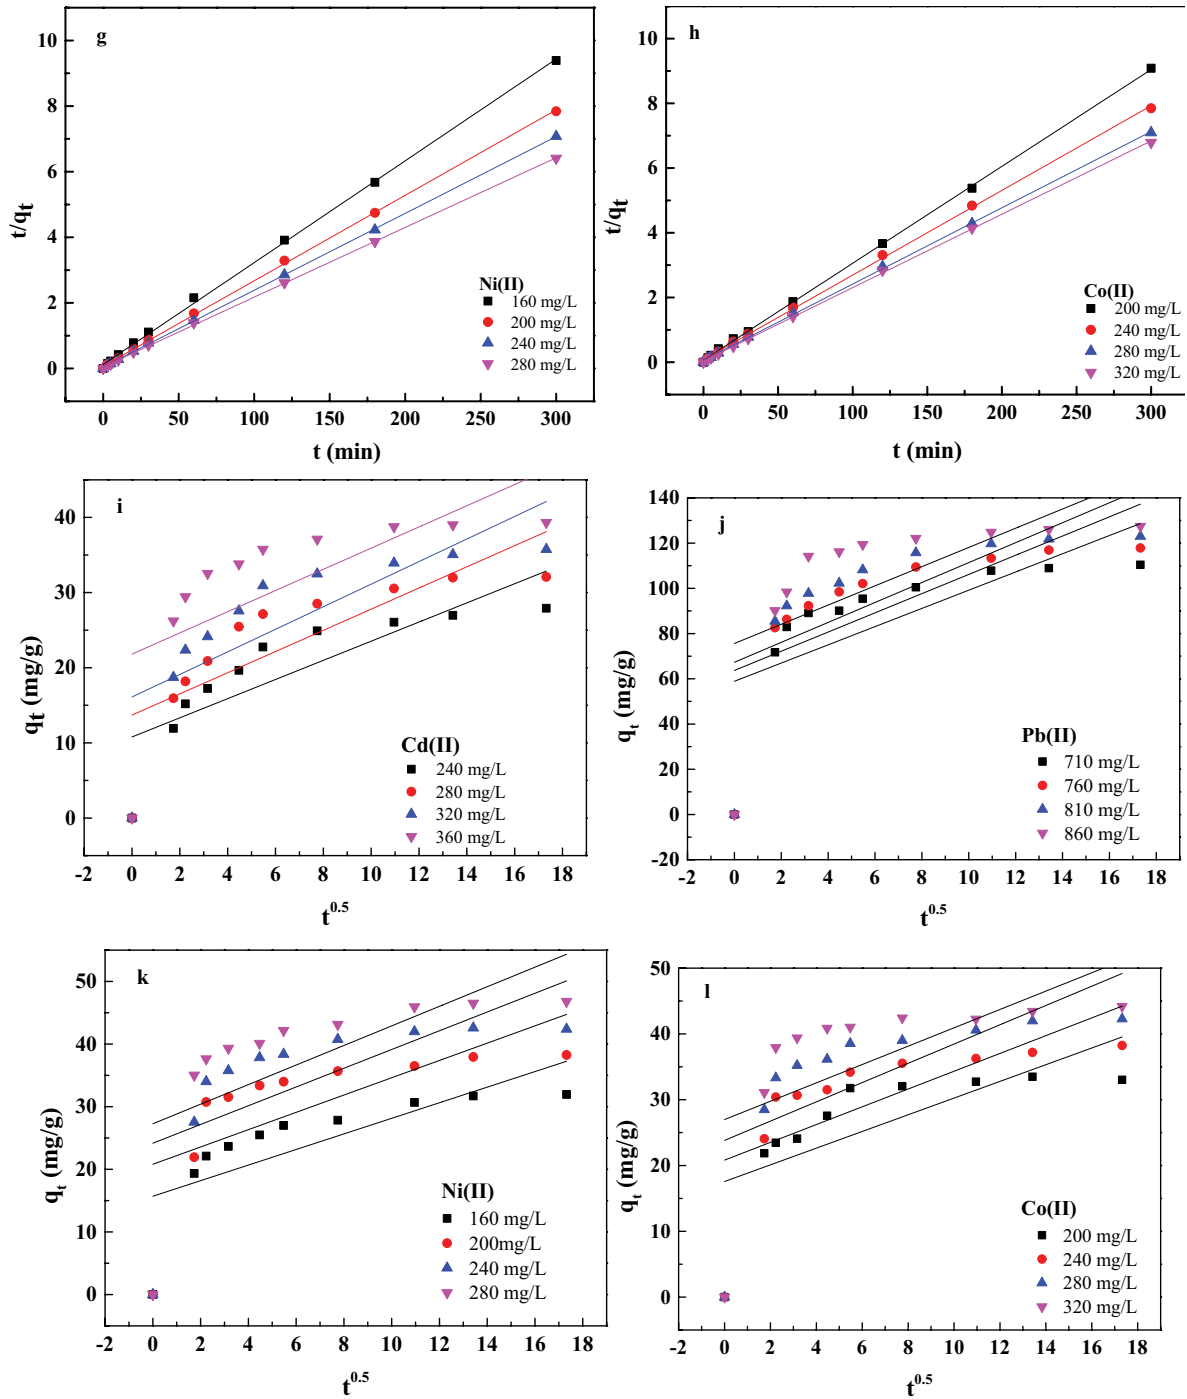 g
10
8
6
4
2
0
t/qt
0 50 100 150 200 250 300
t (min)
Ni(II)
160 mg/L
200 mg/L
240 mg/L
280 mg/L
h
10
8
6
4
2
0
t/qt
0 50 100 150 200 250 300
t (min)
Co(II)
200 mg/L
240 mg/L
280 mg/L
320 mg/L
i
40
30
20
10
0
qt (mg/g)
-2 0 2 4 6 8 10 12 14 16 18
t0.5
Cd(II)
240 mg/L
280 mg/L
320 mg/L
360 mg/L
j
140
120
100
80
60
40
20
0
-20
qt (mg/g)
-2 0 2 4 6 8 10 12 14 16 18
t0.5
Pb(II)
710 mg/L
760 mg/L
810 mg/L
860 mg/L
k
50
40
30
20
10
0
qt (mg/g)
-2 0 2 4 6 8 10 12 14 16 18
t0.5
Ni(II)
160 mg/L
200mg/L
240 mg/L
280 mg/L
l
50
40
30
20
10
0
qt (mg/g)
-2 0 2 4 6 8 10 12 14 16 18
t0.5
Co(II)
200 mg/L
240 mg/L
280 mg/L
320 mg/L